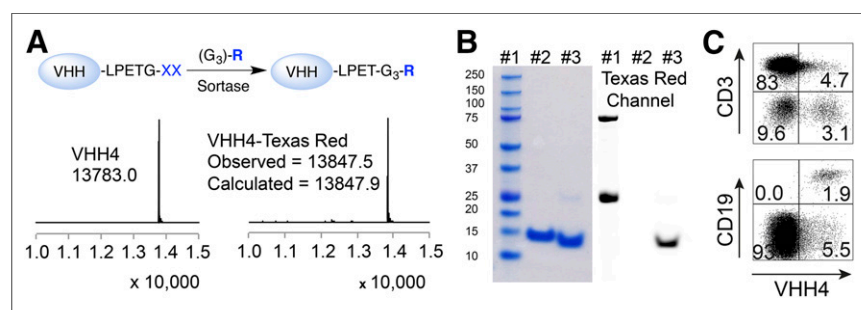 A
VHH -LPETG-XX
(G3)-R
Sortase
VHH -LPET-G3-R
VHH4
13783.0
VHH4-Texas Red
Observed = 13847.5
Calculated = 13847.9
1.0 1.1 1.2 1.3 1.4 1.5
x 10,000
1.0 1.1 1.2 1.3 1.4 1.5
x 10,000
B
#1 #2 #3 #1 #2 #3
Texas Red
Channel
250
150
100
75
50
37
25
20
15
10
C
CD3
83 4.7
9.6 3.1
CD19
0.0 1.9
93 5.5
VHH4